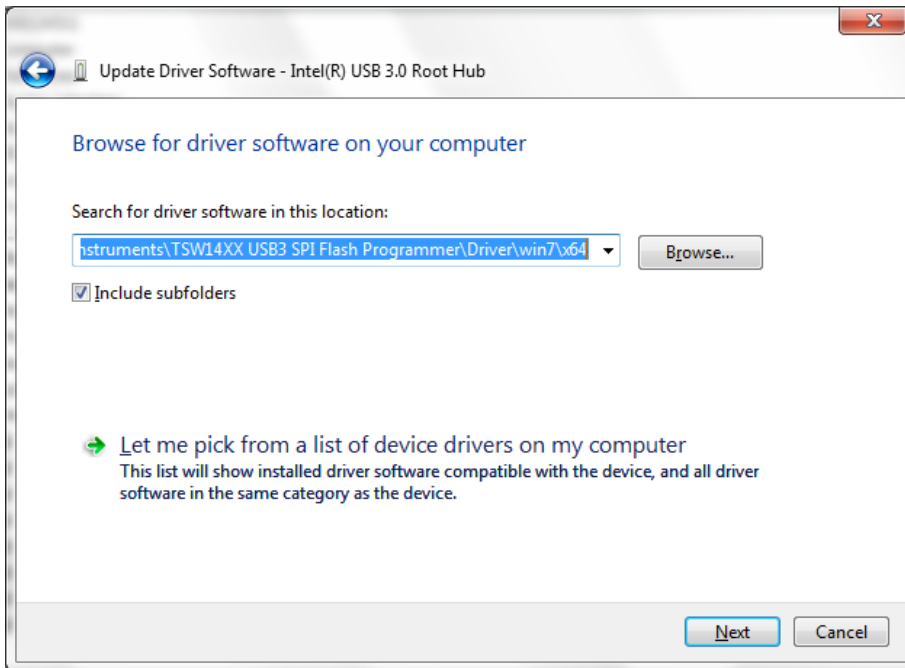 Update Driver Software - Intel(R) USB 3.0 Root Hub
Browse for driver software on your computer
Search for driver software in this location:
nstruments\TSW14XX USB3 SPI Flash Programmer\Driver\win7\x64
Browse...
Include subfolders
Let me pick from a list of device drivers on my computer
This list will show installed driver software compatible with the device, and all driver
software in the same category as the device.
Next
Cancel